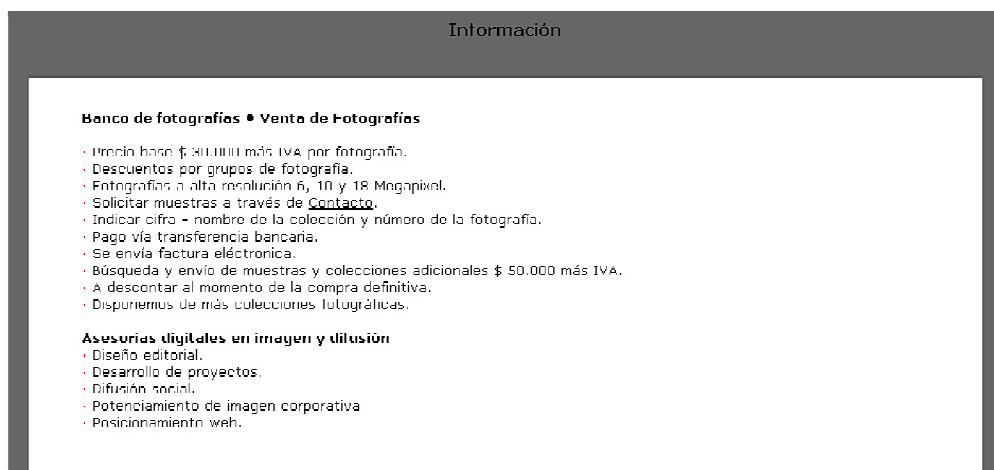 Información
Banco de fotografías • Venta de Fotografías
· Precio base $ 30.000 más IVA por fotografía.
· Descuentos por grupos de fotografía.
· Fotografías a alta resolución 6, 10 y 18 Megapixel.
· Solicitar muestras a través de Contacto.
· Indicar cifra - nombre de la colección y número de la fotografía.
· Pago vía transferencia bancaria.
· Se envía factura eléctronica.
· Búsqueda y envío de muestras y colecciones adicionales $ 50.000 más IVA.
· A descontar al momento de la compra definitiva.
· Disponemos de más colecciones fotográficas.
Asesorias digitales en imagen y difusión
· Diseño editorial.
· Desarrollo de proyectos.
· Difusión social.
· Potenciamiento de imagen corporativa
· Posicionamiento web.